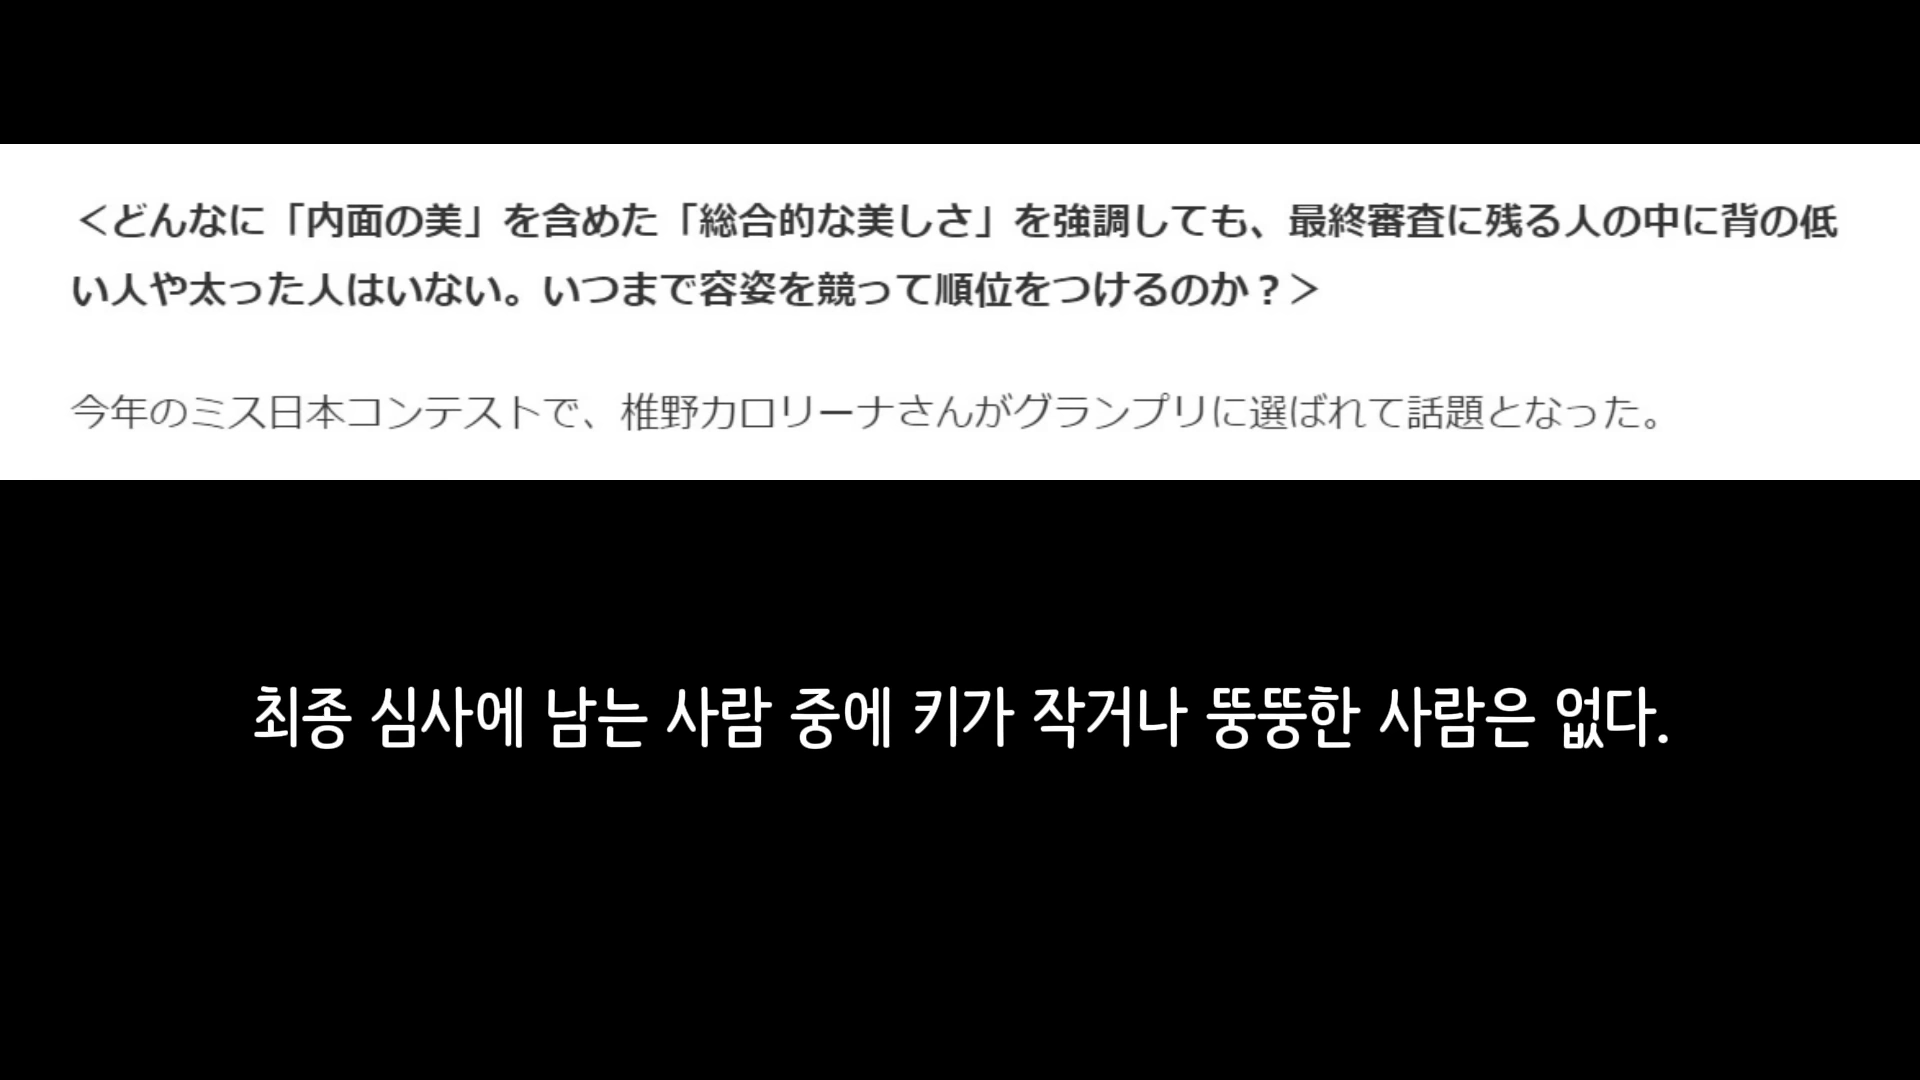 ＜どんなに「内面の美」を含めた「総合的な美しさ」を強調しても、最終審査に残る人の中に背の低
い人や太った人はいない。いつまで容姿を競って順位をつけるのか？＞
今年のミス日本コンテストで、椎野カロリーナさんがグランプリに選ばれて話題となった。
최종 심사에 남는 사람 중에 키가 작거나 뚱뚱한 사람은 없다.